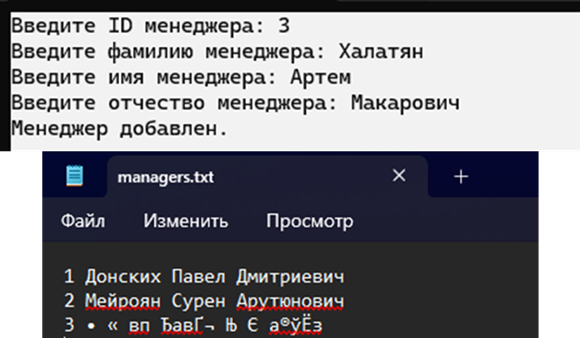 Введите ID менеджера: 3
Введите фамилию менеджера: Халатян
Введите имя менеджера: Артем
Введите отчество менеджера: Макарович
Менеджер добавлен.
managers.txt
Файл Изменить Просмотр
1 Донских Павел Дмитриевич
2 Мейроян Сурен Арутюнович
3 • « вп ЂавҐ¬ Њ Є а®ўЁз